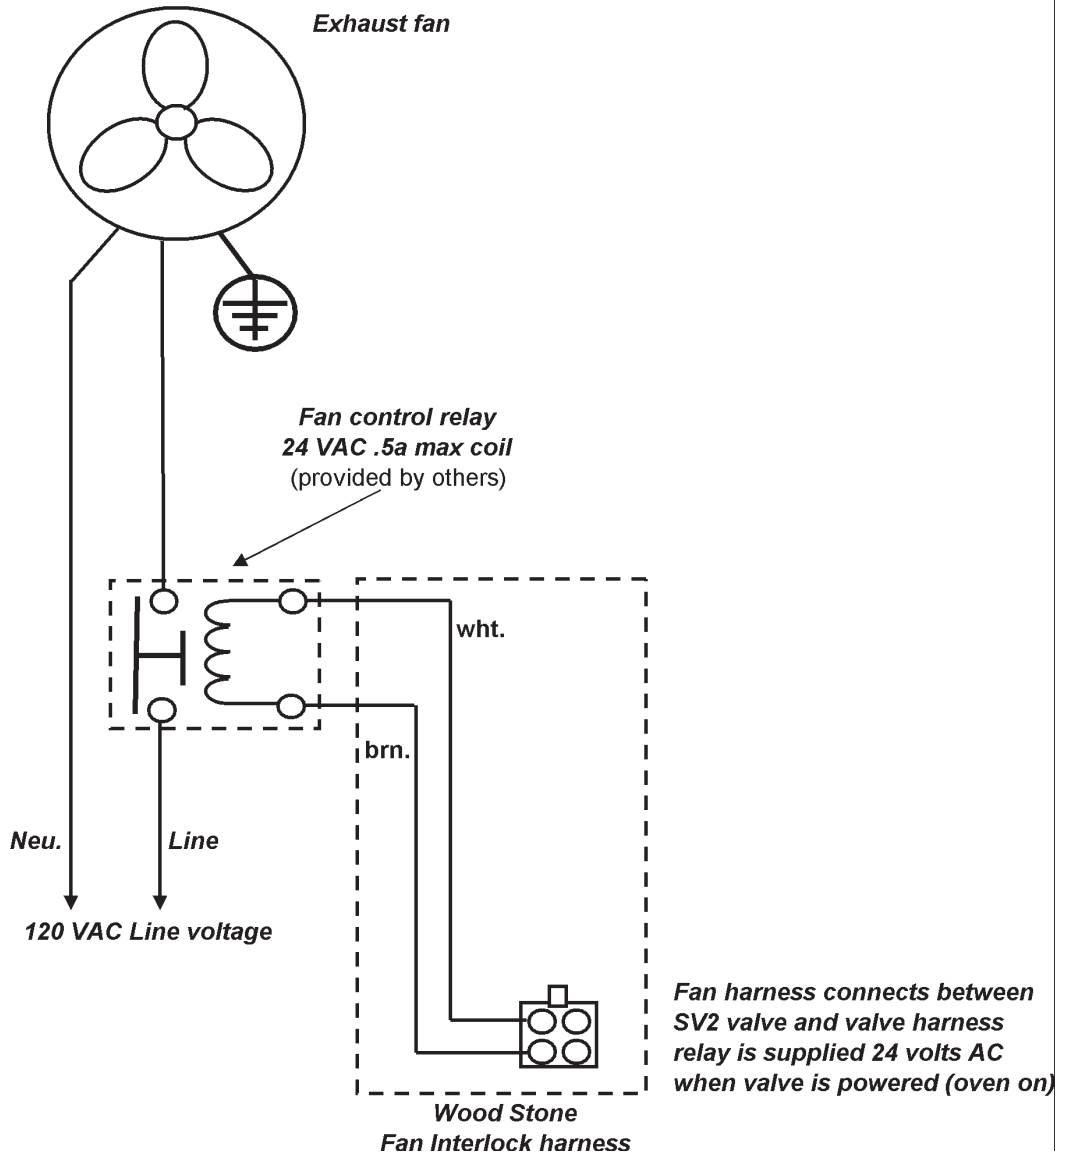 Exhaust fan
Fan control relay
24 VAC .5a max coil
(provided by others)
wht.
brn.
Neu.
Line
120 VAC Line voltage
Fan harness connects between
SV2 valve and valve harness
relay is supplied 24 volts AC
when valve is powered (oven on)
Wood Stone
Fan Interlock harness